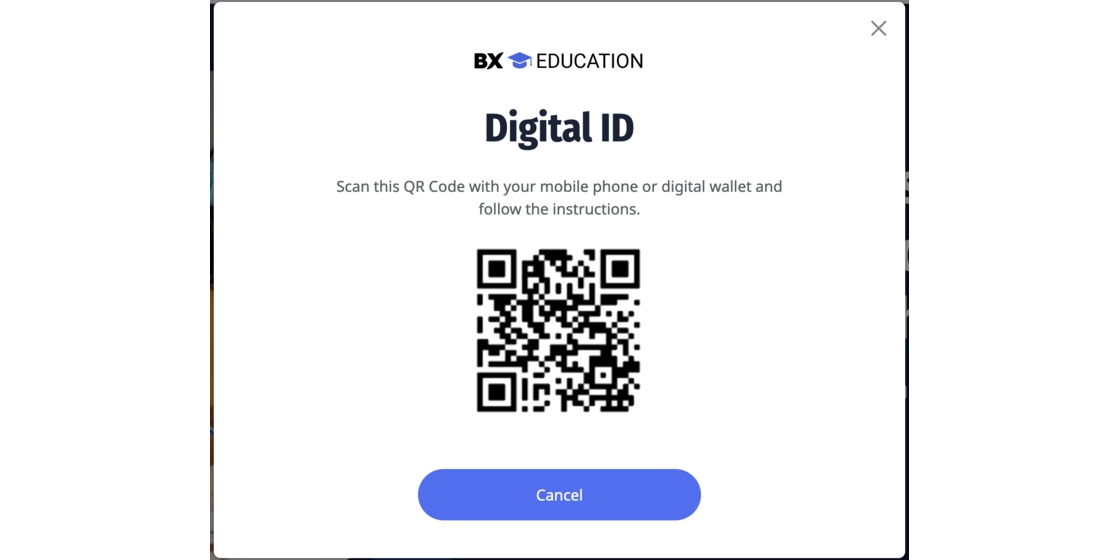 BX EDUCATION
Digital ID
Scan this QR Code with your mobile phone or digital wallet and
follow the instructions.
Cancel